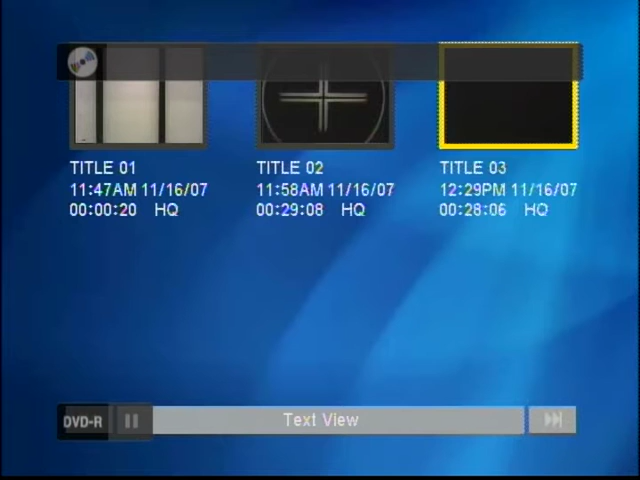 TITLE 01
11:47AM 11/16/07
00:00:20 HQ
TITLE 02
11:58AM 11/16/07
00:29:08 HQ
TITLE 03
12:29PM 11/16/07
00:28:06 HQ
DVD-R
Text View